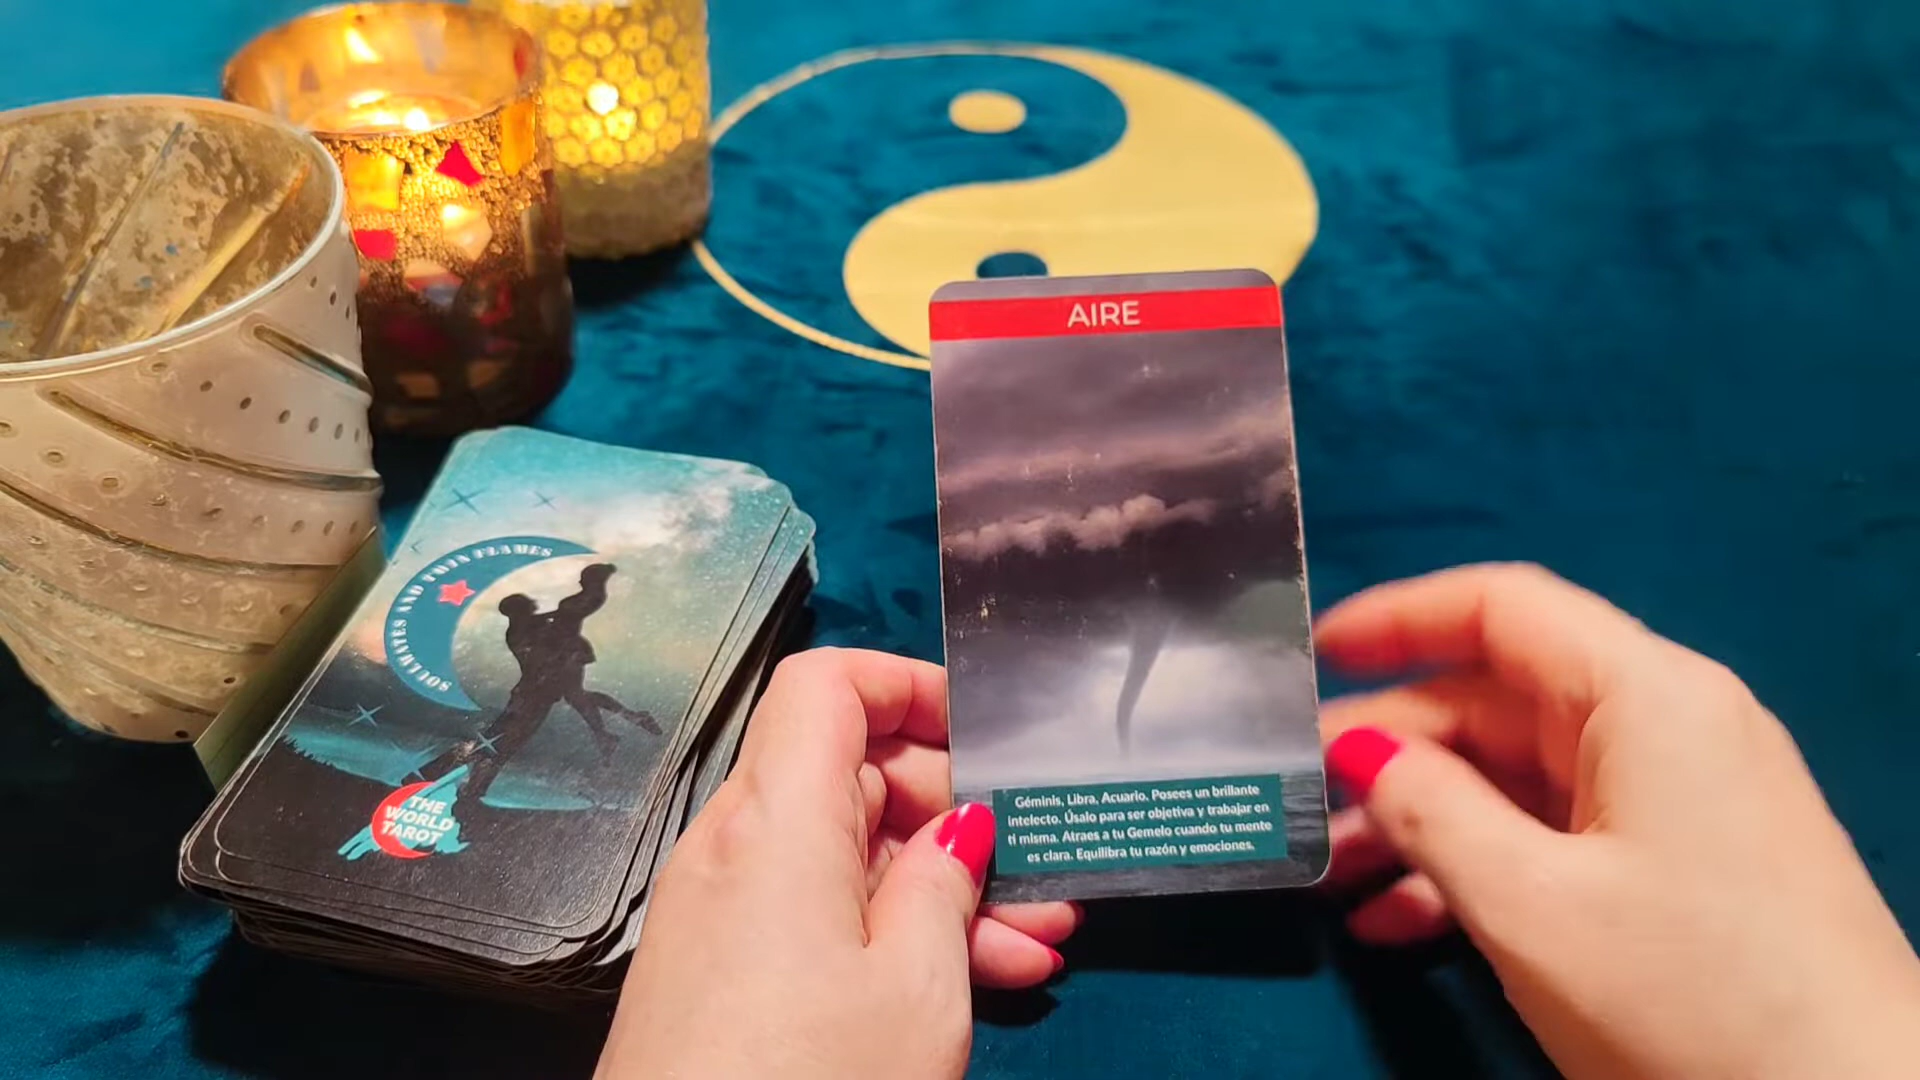 AIRE
Géminis, Libra, Acuario. Posees un brillante
intelecto. Úsalo para ser objetiva y trabajar en
ti misma. Atraes a tu Gemelo cuando tu mente
es clara. Equilibra tu razón y emociones.
SOULMATES AND TWIN FLAMES
THE
WORLD
TAROT